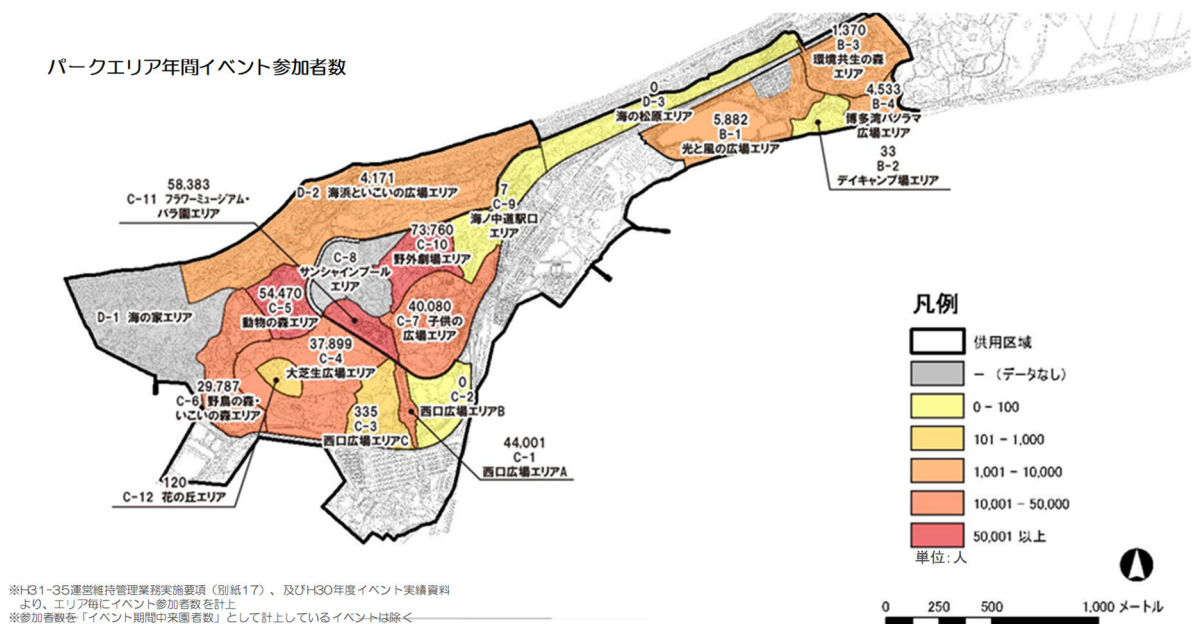 パークエリア年間イベント参加者数
1.370
B-3
環境共生の森
エリア
4.533
B-4
博多湾パノラマ
広場エリア
0
D-3
海の松原エリア
5.882
B-1
光と風の広場エリア
33
B-2
デイキャンプ場エリア
58.383
C-11 フラワーミュージアム・
バラ園エリア
4.171
D-2 海浜といこいの広場エリア
7
C-9
海ノ中道駅口
エリア
73.760
C-10
野外劇場エリア
C-8
サンシャインプール
エリア
D-1 海の家エリア
54.470
C-5
動物の森エリア
40.080
C-7 子供の
広場エリア
37.899
C-4
大芝生広場エリア
29.787
C-6 野鳥の森・
いこいの森エリア
0
C-2
西口広場エリアB
335
C-3
西口広場エリアC
44.001
C-1
西口広場エリアA
120
C-12 花の丘エリア
凡例
供用区域
－（データなし）
0 - 100
101 - 1,000
1,001 - 10,000
10,001 - 50,000
50,001 以上
単位:人
0 250 500 1,000 メートル
※H31-35運営維持管理業務実施要項（別紙17）、及びH30年度イベント実績資料
より、エリア毎にイベント参加者数を計上
※参加者数を「イベント期間中来園者数」として計上しているイベントは除く